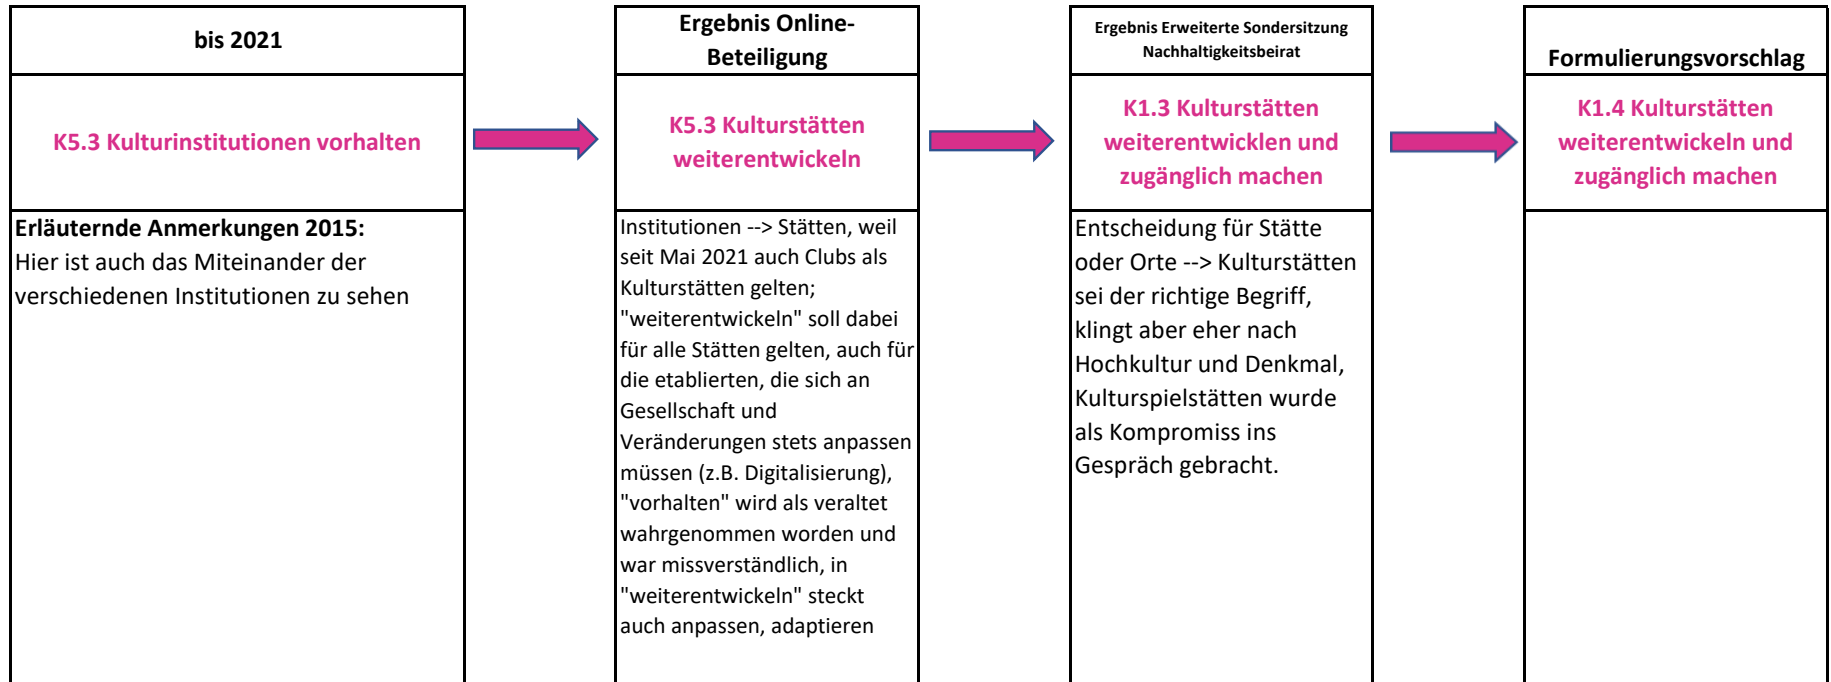 bis 2021
K5.3 Kulturinstitutionen vorhalten
Erläuternde Anmerkungen 2015:
Hier ist auch das Miteinander der
verschiedenen Institutionen zu sehen
Ergebnis Online-
Beteiligung
K5.3 Kulturstätten
weiterentwickeln
Institutionen --> Stätten, weil
seit Mai 2021 auch Clubs als
Kulturstätten gelten;
"weiterentwickeln" soll dabei
für alle Stätten gelten, auch für
die etablierten, die sich an
Gesellschaft und
Veränderungen stets anpassen
müssen (z.B. Digitalisierung),
"vorhalten" wird als veraltet
wahrgenommen worden und
war missverständlich, in
"weiterentwickeln" steckt
auch anpassen, adaptieren
Ergebnis Erweiterte Sondersitzung
Nachhaltigkeitsbeirat
K1.3 Kulturstätten
weiterentwicklen und
zugänglich machen
Entscheidung für Stätte
oder Orte --> Kulturstätten
sei der richtige Begriff,
klingt aber eher nach
Hochkultur und Denkmal,
Kulturspielstätten wurde
als Kompromiss ins
Gespräch gebracht.
Formulierungsvorschlag
K1.4 Kulturstätten
weiterentwickeln und
zugänglich machen